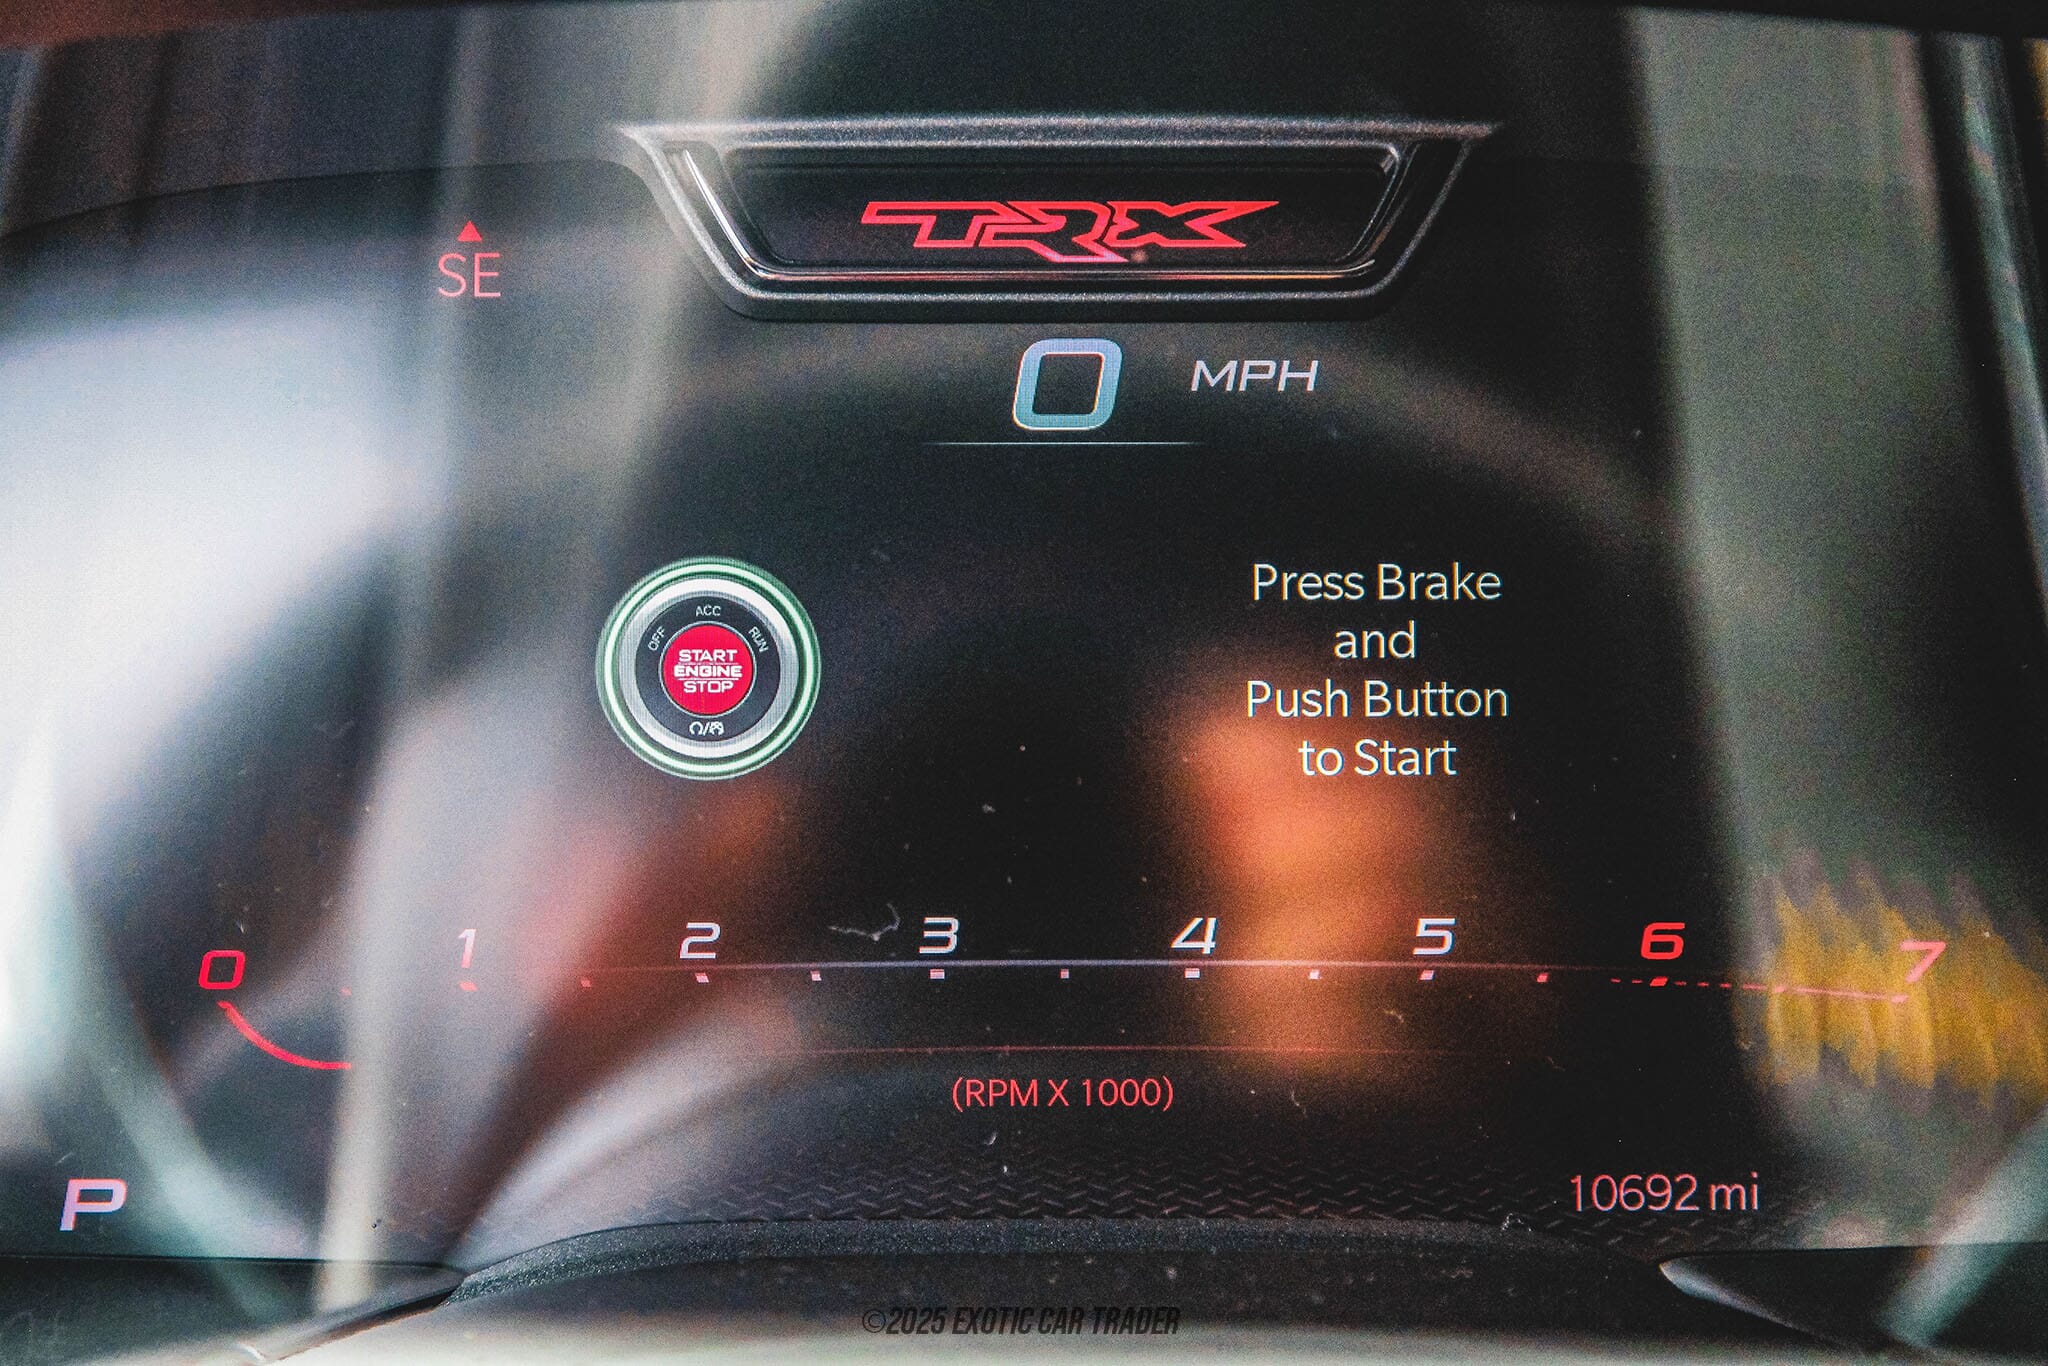 TRX
SE
0 MPH
Press Brake
and
Push Button
to Start
ACC
OFF
RUN
START
ENGINE
STOP
0 1 2 3 4 5 6 7
(RPM X 1000)
P
10692 mi
©2025 EXOTIC CAR TRADER